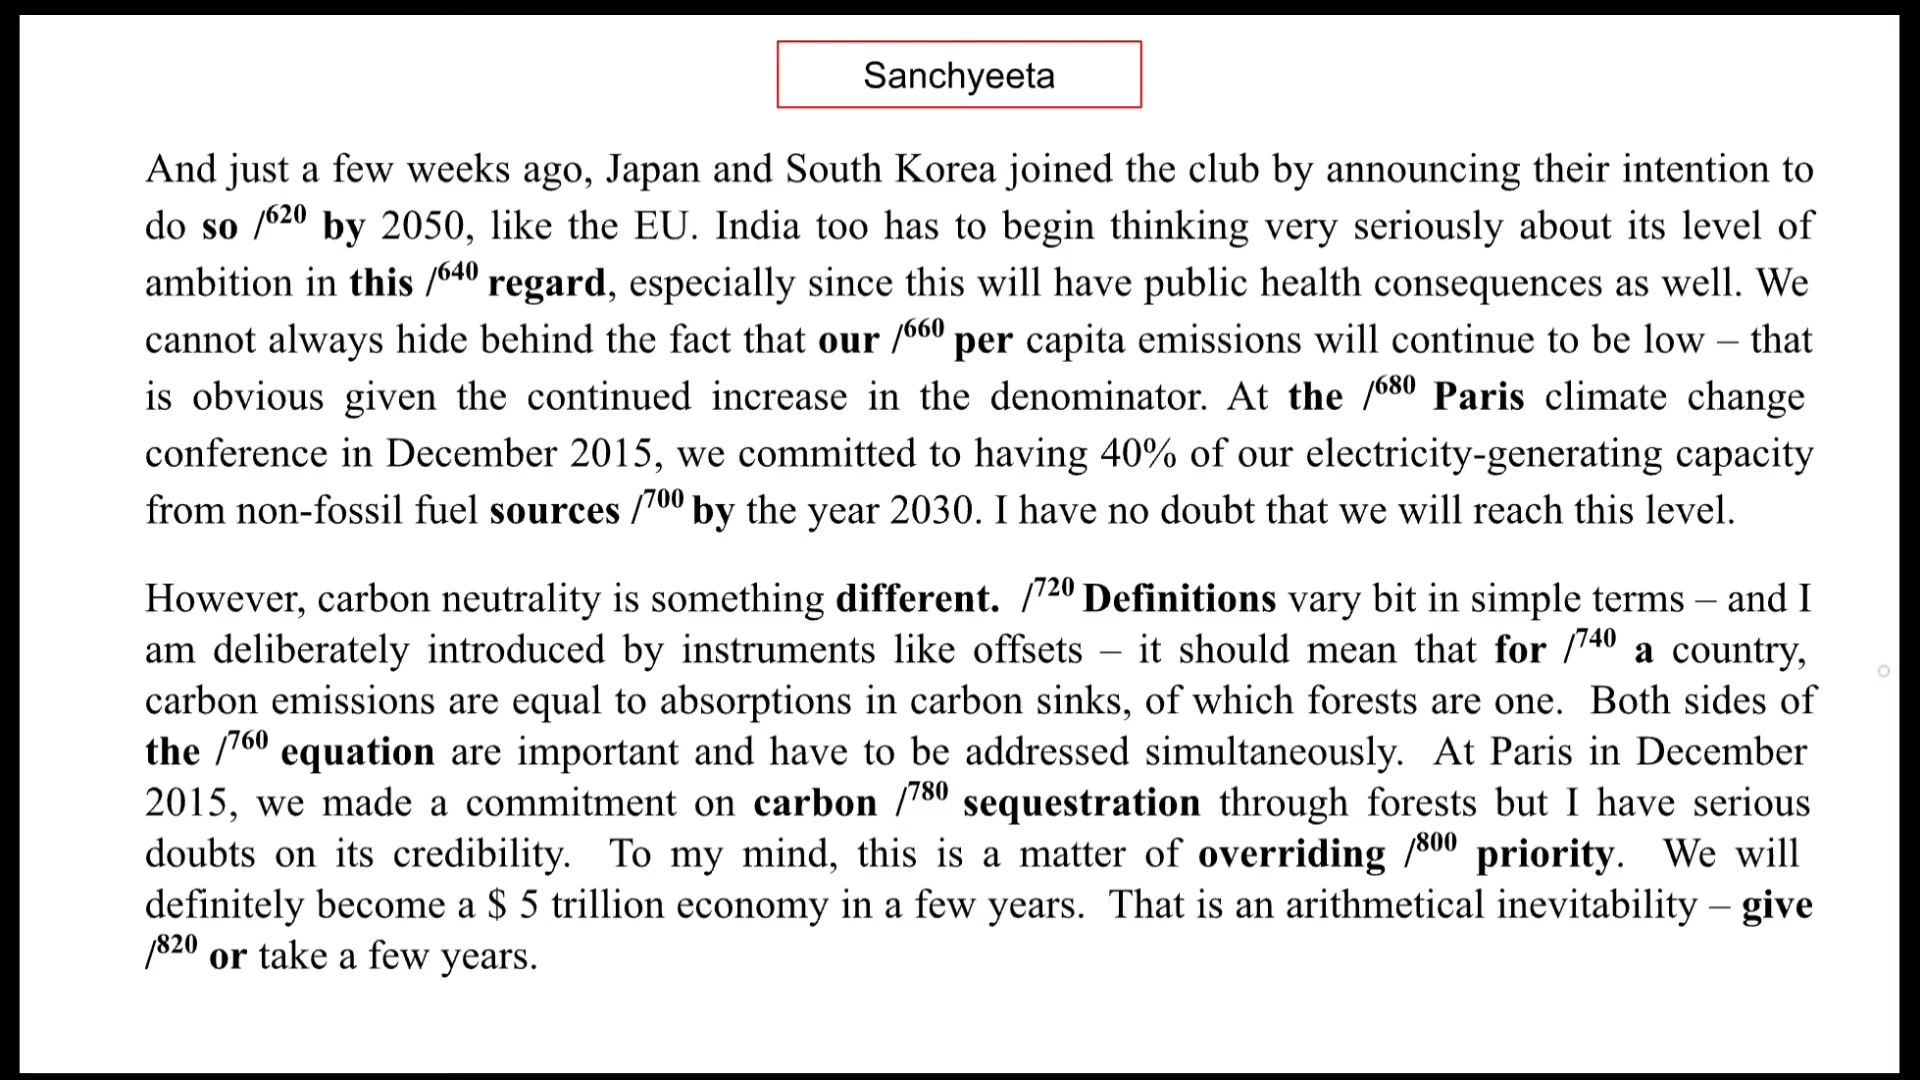 Sanchyeeta
And just a few weeks ago, Japan and South Korea joined the club by announcing their intention to
do so /620 by 2050, like the EU. India too has to begin thinking very seriously about its level of
ambition in this /640 regard, especially since this will have public health consequences as well. We
cannot always hide behind the fact that our /660 per capita emissions will continue to be low – that
is obvious given the continued increase in the denominator. At the /680 Paris climate change
conference in December 2015, we committed to having 40% of our electricity-generating capacity
from non-fossil fuel sources /700 by the year 2030. I have no doubt that we will reach this level.
However, carbon neutrality is something different. /720 Definitions vary bit in simple terms – and I
am deliberately introduced by instruments like offsets – it should mean that for /740 a country,
carbon emissions are equal to absorptions in carbon sinks, of which forests are one. Both sides of
the /760 equation are important and have to be addressed simultaneously. At Paris in December
2015, we made a commitment on carbon /780 sequestration through forests but I have serious
doubts on its credibility. To my mind, this is a matter of overriding /800 priority. We will
definitely become a $ 5 trillion economy in a few years. That is an arithmetical inevitability – give
/820 or take a few years.